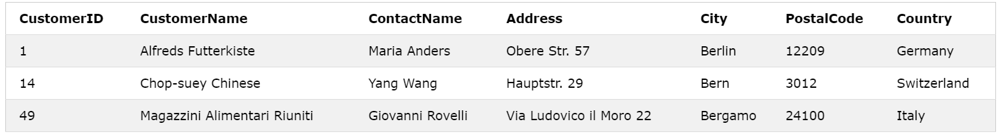 CustomerID CustomerName ContactName Address City PostalCode Country
1 Alfreds Futterkiste Maria Anders Obere Str. 57 Berlin 12209 Germany
14 Chop-suey Chinese Yang Wang Hauptstr. 29 Bern 3012 Switzerland
49 Magazzini Alimentari Riuniti Giovanni Rovelli Via Ludovico il Moro 22 Bergamo 24100 Italy